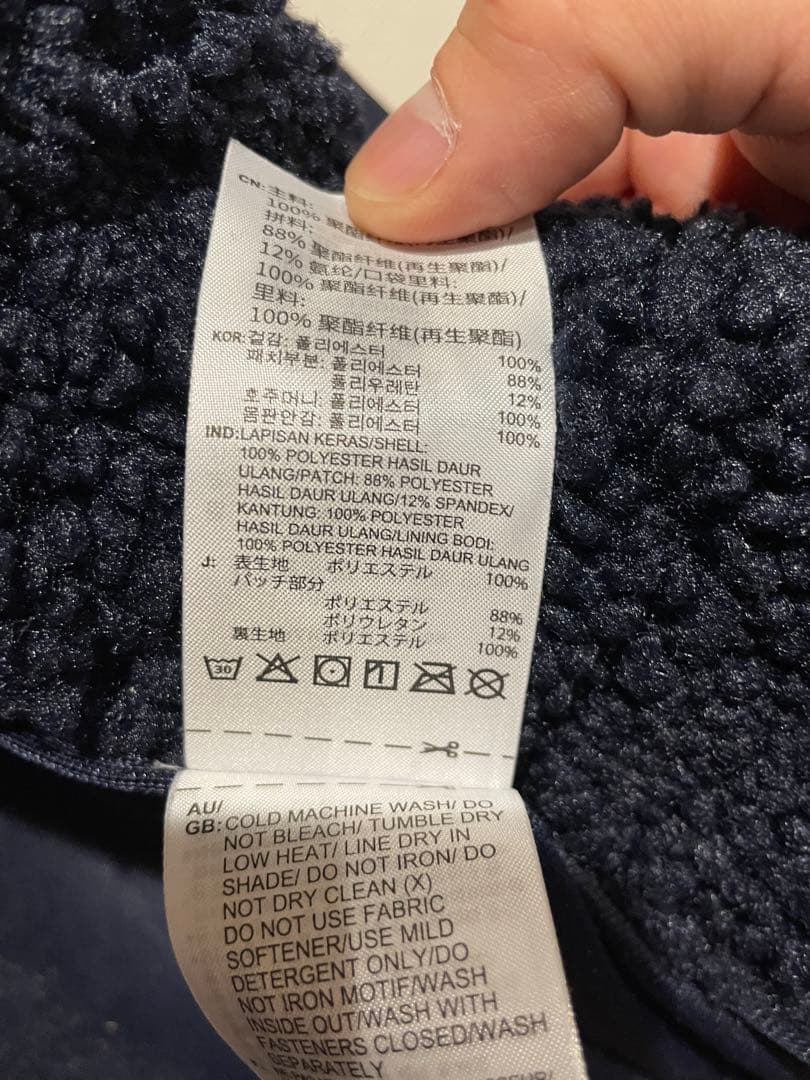 CN: 主料:
100% 聚酯纤维(再生聚酯)/
拼料:
88% 聚酯纤维(再生聚酯)/
12% 氨纶/口袋里料:
100% 聚酯纤维(再生聚酯)/
里料:
100% 聚酯纤维(再生聚酯)
KOR: 겉감: 폴리에스터 100%
패치부분: 폴리에스터 88%
폴리우레탄 12%
호주머니: 폴리에스터 100%
몸판안감: 폴리에스터 100%
IND: LAPISAN KERAS/SHELL:
100% POLYESTER HASIL DAUR
ULANG/PATCH: 88% POLYESTER
HASIL DAUR ULANG/12% SPANDEX/
KANTUNG: 100% POLYESTER
HASIL DAUR ULANG/LINING BODI:
100% POLYESTER HASIL DAUR ULANG
J: 表生地 ポリエステル 100%
パッチ部分
ポリエステル 88%
ポリウレタン 12%
裏生地 ポリエステル 100%
30
AU/
GB: COLD MACHINE WASH/ DO
NOT BLEACH/ TUMBLE DRY
LOW HEAT/ LINE DRY IN
SHADE/ DO NOT IRON/ DO
NOT DRY CLEAN (X)
DO NOT USE FABRIC
SOFTENER/USE MILD
DETERGENT ONLY/DO
NOT IRON MOTIF/WASH
INSIDE OUT/WASH WITH
FASTENERS CLOSED/WASH
SEPARATELY